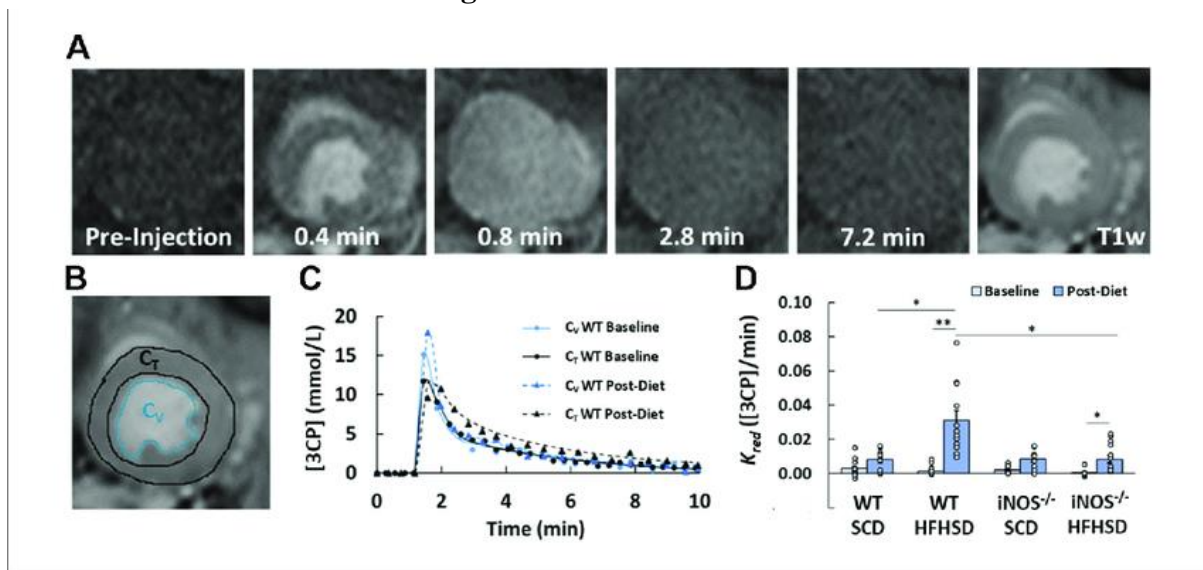 A
Pre-Injection
0.4 min
0.8 min
2.8 min
7.2 min
T1w
B
C_T
C_V
C
20
15
10
5
0
[3CP] (mmol/L)
0 2 4 6 8 10
Time (min)
C_V WT Baseline
C_T WT Baseline
C_V WT Post-Diet
C_T WT Post-Diet
D
Baseline Post-Diet
0.10
0.08
0.06
0.04
0.02
0.00
K_red ([3CP]/min)
*
**
*
*
WT SCD
WT HFHSD
iNOS-/- SCD
iNOS-/- HFHSD